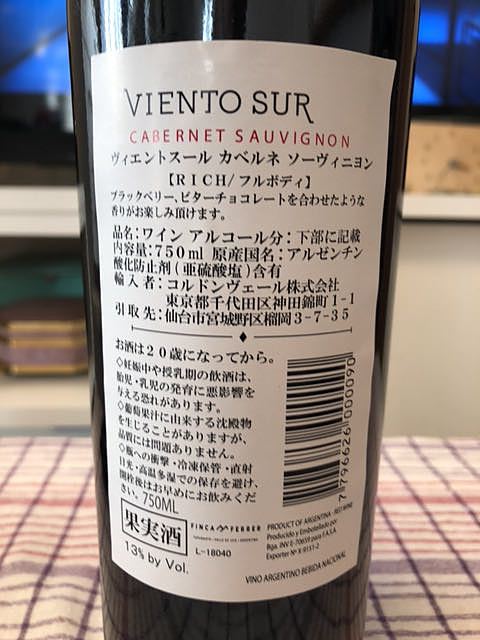 VIENTO SUR
CABERNET SAUVIGNON
ヴィエントスール カベルネ ソーヴィニヨン
【RICH/フルボディ】
ブラックベリー、ビターチョコレートを合わせたような
香りがお楽しみ頂けます。
品名:ワイン アルコール分:下部に記載
内容量:750ml 原産国名:アルゼンチン
酸化防止剤(亜硫酸塩)含有
輸入者:コルドンヴェール株式会社
東京都千代田区神田錦町1-1
引取先:仙台市宮城野区榴岡3-7-35
お酒は20歳になってから。
◇妊娠中や授乳期の飲酒は、
胎児・乳児の発育に悪影響を
与える恐れがあります。
◇葡萄果汁に由来する沈殿物
を生じることがありますが、
品質には問題ありません。
◇瓶への衝撃・冷凍保管・直射
日光・高温多湿での保存を避け、
開栓後はお早めにお飲みくだ
さい。750ML
7 796626 000090
果実酒
13% by Vol.
FINCA FERRER
L-18040
PRODUCT OF ARGENTINA - RED WINE
Producido y Embotellado por
Bga. INV E-70659 para F.A.S.A.
Exportador Nº X-9151-2
VINO ARGENTINO BEBIDA NACIONAL